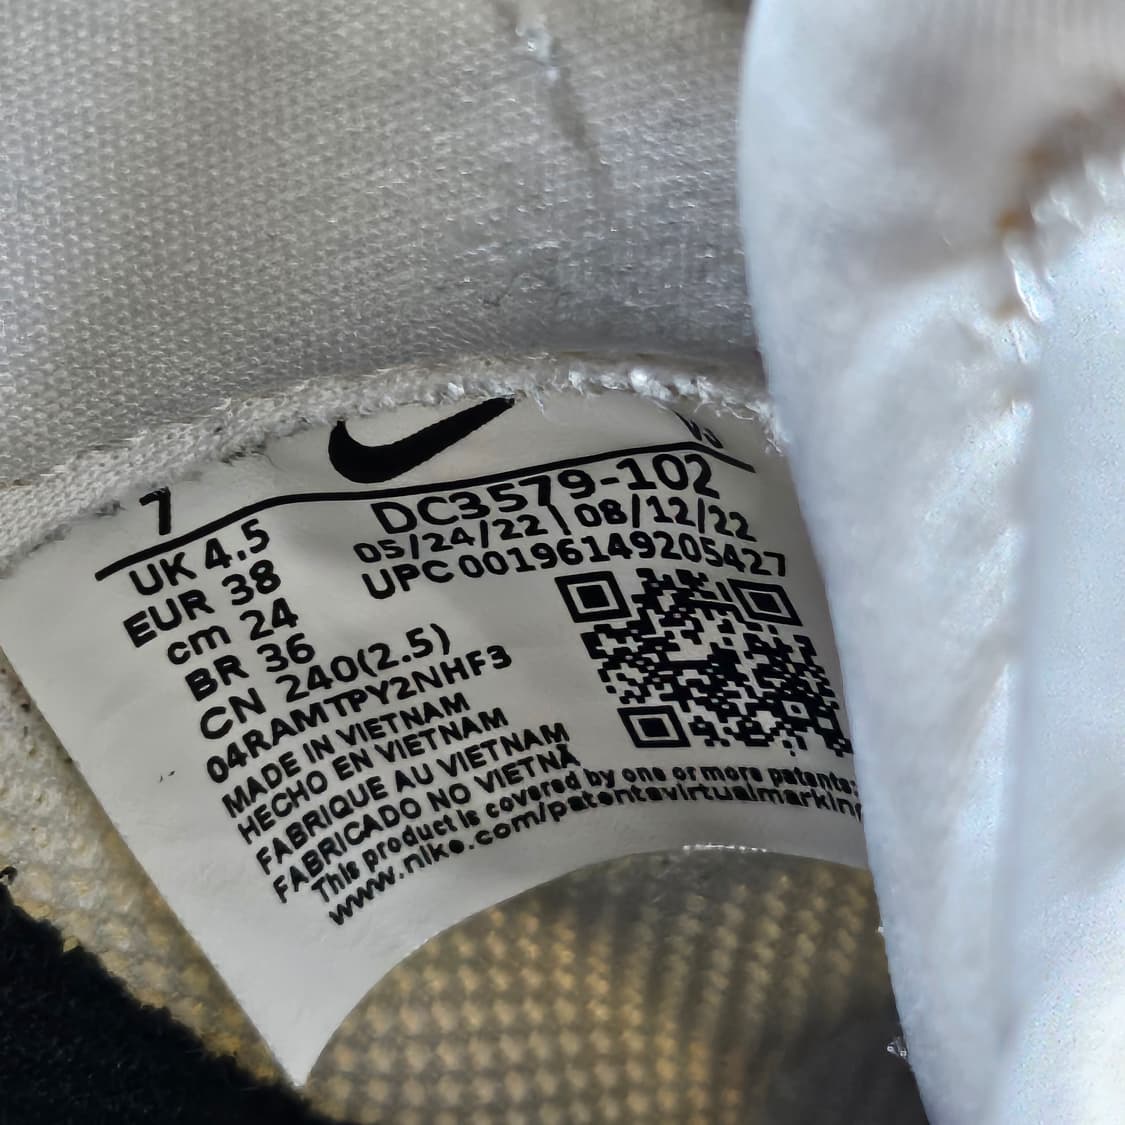 7
V3
UK 4.5
EUR 38
cm 24
BR 36
CN 240(2.5)
DC3579-102
05/24/22 \ 08/12/22
UPC 00196149205427
04RAMTPY2NHF3
MADE IN VIETNAM
HECHO EN VIETNAM
FABRIQUE AU VIETNAM
FABRICADO NO VIETNÃ
This product is covered by one or more patents:
www.nike.com/patentsvirtualmarking